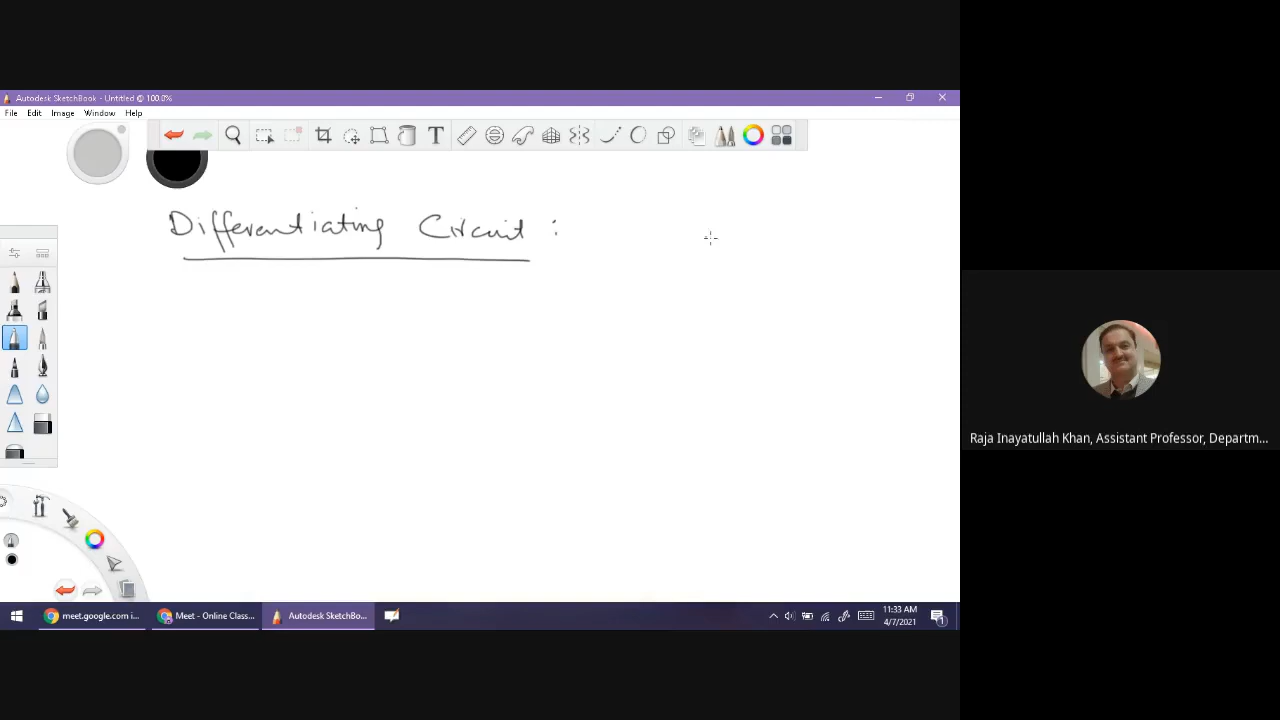 Autodesk SketchBook - Untitled @ 100.0%
File Edit Image Window Help
T
Differentiating Circuit :
Raja Inayatullah Khan, Assistant Professor, Departm...
meet.google.com i... Meet - Online Class... Autodesk SketchBo...
11:33 AM
4/7/2021
1